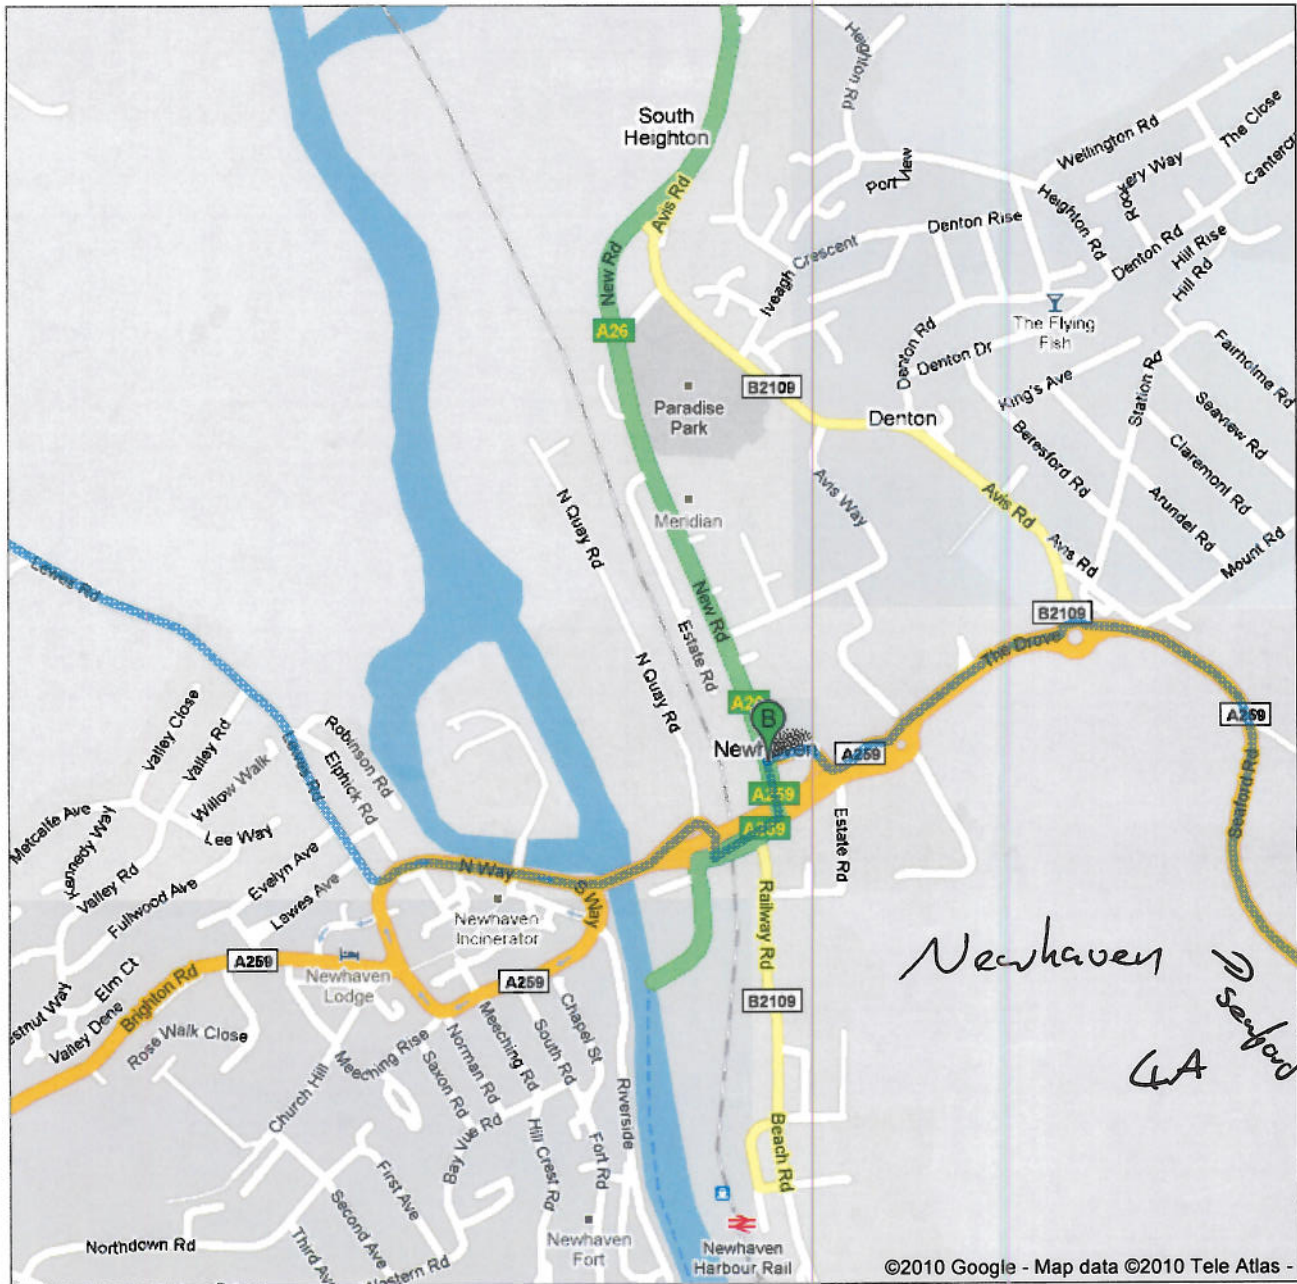 Heighton Rd
South
Heighton
Wellington Rd
The Close
Port View
Rockery Way
Avis Rd
Heighton Rd
Denton Rise
Denton Rd
Hill Rise
Hill Rd
New Rd
Iveagh Crescent
A26
The Flying
Fish
Denton Rd
Denton Dr
Fairholme Rd
B2109
King's Ave
Station Rd
Seaview Rd
Paradise
Park
Denton
Beresford Rd
Claremont Rd
Avis Way
Avis Rd
Arundel Rd
Meridian
N Quay Rd
Mount Rd
Avis Rd
Lewes Rd
New Rd
B2109
Estate Rd
The Drove
N Quay Rd
B
A259
Valley Close
Valley Rd
Robinson Rd
Newhaven
A259
Willow Walk
Lewes Rd
Elphick Rd
A259
Seaford Rd
Metcalfe Ave
Kennedy Way
Lee Way
A259
Estate Rd
Valley Rd
Evelyn Ave
N Way
Fullwood Ave
Lawes Ave
S Way
Railway Rd
Newhaven
Incinerator
Newhaven
A259
Newhaven
Lodge
Elm Ct
Brighton Rd
A259
seaford
B2109
Valley Dene
Rose Walk Close
Chapel St
Meeching Rd
South Rd
Meeching Rise
Norman Rd
Saxon Rd
4A
Church Hill
Riverside
Bay Vue Rd
Hill Crest Rd
Fort Rd
Beach Rd
First Ave
Second Ave
Northdown Rd
Newhaven
Fort
Newhaven
Harbour Rail
©2010 Google - Map data ©2010 Tele Atlas -